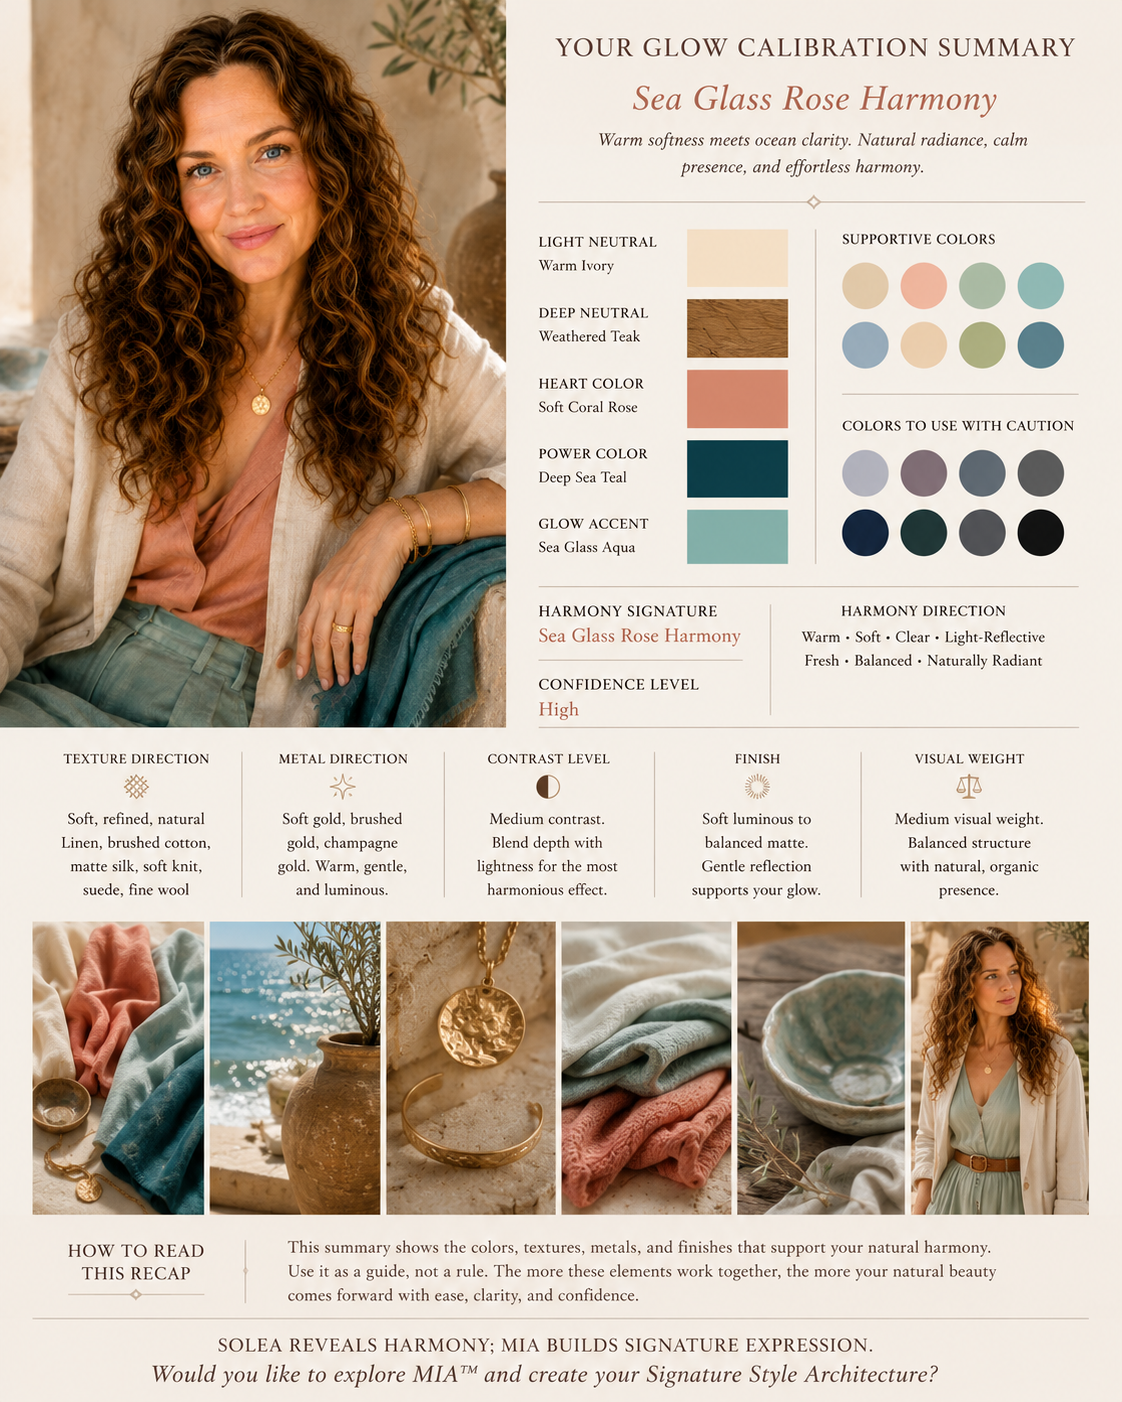 YOUR GLOW CALIBRATION SUMMARY
Sea Glass Rose Harmony
Warm softness meets ocean clarity. Natural radiance, calm
presence, and effortless harmony.
LIGHT NEUTRAL
Warm Ivory
DEEP NEUTRAL
Weathered Teak
HEART COLOR
Soft Coral Rose
POWER COLOR
Deep Sea Teal
GLOW ACCENT
Sea Glass Aqua
SUPPORTIVE COLORS
COLORS TO USE WITH CAUTION
HARMONY SIGNATURE
Sea Glass Rose Harmony
CONFIDENCE LEVEL
High
HARMONY DIRECTION
Warm • Soft • Clear • Light-Reflective
Fresh • Balanced • Naturally Radiant
TEXTURE DIRECTION
Soft, refined, natural
Linen, brushed cotton,
matte silk, soft knit,
suede, fine wool
METAL DIRECTION
Soft gold, brushed
gold, champagne
gold. Warm, gentle,
and luminous.
CONTRAST LEVEL
Medium contrast.
Blend depth with
lightness for the most
harmonious effect.
FINISH
Soft luminous to
balanced matte.
Gentle reflection
supports your glow.
VISUAL WEIGHT
Medium visual weight.
Balanced structure
with natural, organic
presence.
HOW TO READ
THIS RECAP
This summary shows the colors, textures, metals, and finishes that support your natural harmony.
Use it as a guide, not a rule. The more these elements work together, the more your natural beauty
comes forward with ease, clarity, and confidence.
SOLEA REVEALS HARMONY; MIA BUILDS SIGNATURE EXPRESSION.
Would you like to explore MIA™ and create your Signature Style Architecture?